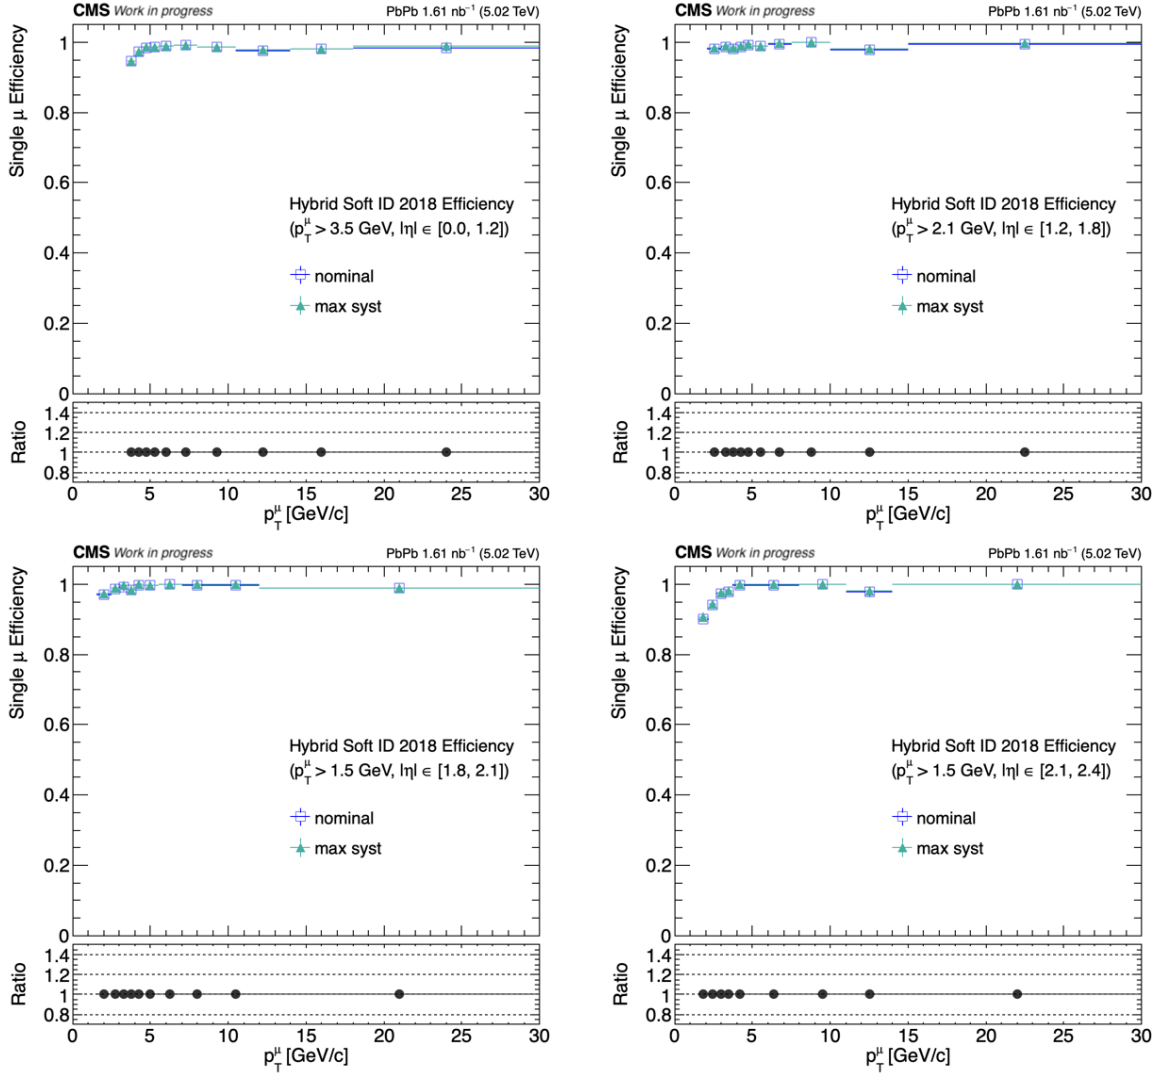 CMS Work in progress PbPb 1.61 nb⁻¹ (5.02 TeV)
Single μ Efficiency
1
0.8
0.6
0.4
0.2
0
Hybrid Soft ID 2018 Efficiency
(p_T^μ > 3.5 GeV, |η| ∈ [0.0, 1.2])
nominal
max syst
Ratio
1.4
1.2
1
0.8
0 5 10 15 20 25 30
p_T^μ [GeV/c]
CMS Work in progress PbPb 1.61 nb⁻¹ (5.02 TeV)
Single μ Efficiency
1
0.8
0.6
0.4
0.2
0
Hybrid Soft ID 2018 Efficiency
(p_T^μ > 2.1 GeV, |η| ∈ [1.2, 1.8])
nominal
max syst
Ratio
1.4
1.2
1
0.8
0 5 10 15 20 25 30
p_T^μ [GeV/c]
CMS Work in progress PbPb 1.61 nb⁻¹ (5.02 TeV)
Single μ Efficiency
1
0.8
0.6
0.4
0.2
0
Hybrid Soft ID 2018 Efficiency
(p_T^μ > 1.5 GeV, |η| ∈ [1.8, 2.1])
nominal
max syst
Ratio
1.4
1.2
1
0.8
0 5 10 15 20 25 30
p_T^μ [GeV/c]
CMS Work in progress PbPb 1.61 nb⁻¹ (5.02 TeV)
Single μ Efficiency
1
0.8
0.6
0.4
0.2
0
Hybrid Soft ID 2018 Efficiency
(p_T^μ > 1.5 GeV, |η| ∈ [2.1, 2.4])
nominal
max syst
Ratio
1.4
1.2
1
0.8
0 5 10 15 20 25 30
p_T^μ [GeV/c]